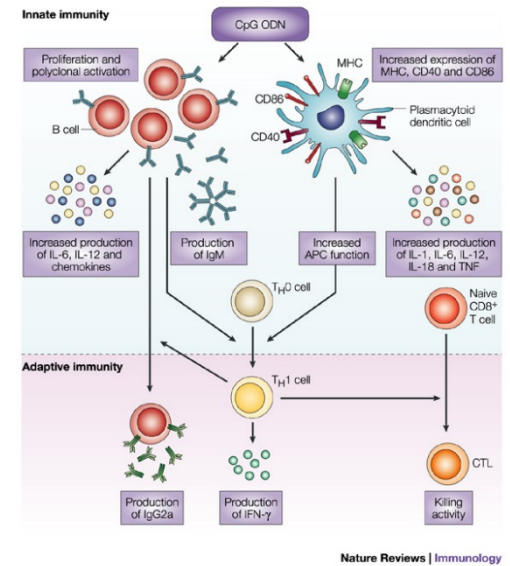 Innate immunity
CpG ODN
Proliferation and
polyclonal activation
MHC
Increased expression of
MHC, CD40 and CD86
CD86
Plasmacytoid
dendritic cell
B cell
CD40
Increased production
of IL-6, IL-12 and
chemokines
Production
of IgM
Increased
APC function
Increased production
of IL-1, IL-6, IL-12,
IL-18 and TNF
TH0 cell
Naive
CD8+
T cell
Adaptive immunity
TH1 cell
CTL
Production
of IgG2a
Production
of IFN-γ
Killing
activity
Nature Reviews | Immunology